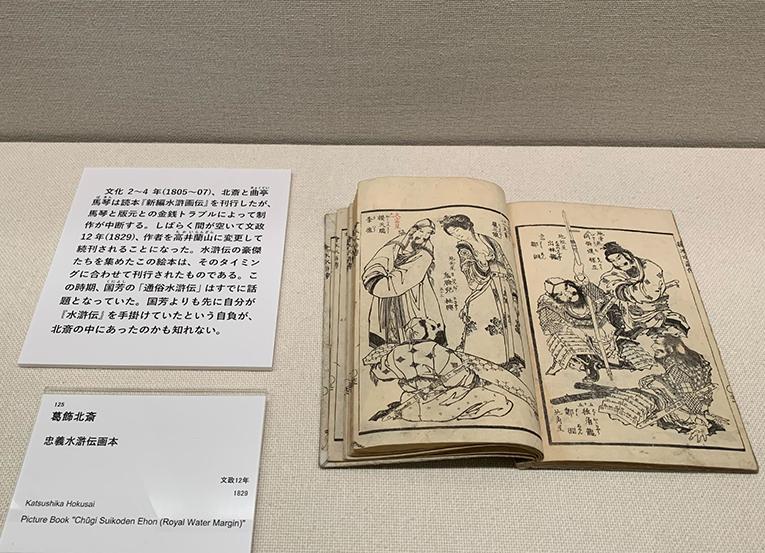 文化 2〜4 年(1805〜07)、北斎と曲亭
馬琴は読本『新編水滸画伝』を刊行したが、
馬琴と版元との金銭トラブルによって制
作が中断する。しばらく間が空いて文政
12年(1829)、作者を高井蘭山に変更して
続刊されることになった。水滸伝の豪傑
たちを集めたこの絵本は、そのタイミン
グに合わせて刊行されたものである。こ
の時期、国芳の「通俗水滸伝」はすでに話
題となっていた。国芳よりも先に自分が
『水滸伝』を手掛けていたという自負が、
北斎の中にあったのかも知れない。
125
葛飾北斎
忠義水滸伝画本
文政12年
1829
Katsushika Hokusai
Picture Book "Chūgi Suikoden Ehon (Royal Water Margin)"